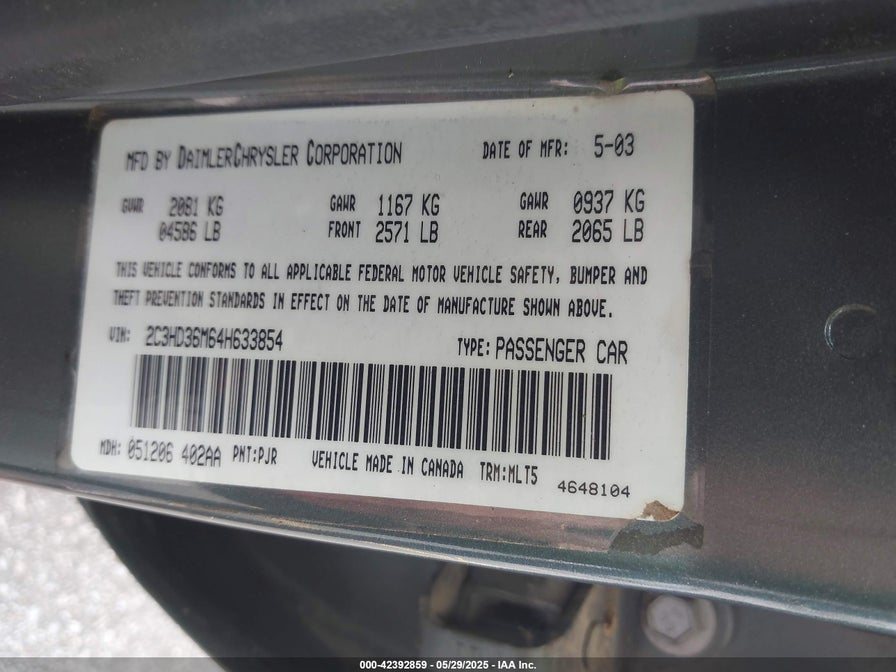 MFD BY DAIMLERCHRYSLER CORPORATION DATE OF MFR: 5-03
GVWR 2081 KG GAWR 1167 KG GAWR 0937 KG
04586 LB FRONT 2571 LB REAR 2065 LB
THIS VEHICLE CONFORMS TO ALL APPLICABLE FEDERAL MOTOR VEHICLE SAFETY, BUMPER AND
THEFT PREVENTION STANDARDS IN EFFECT ON THE DATE OF MANUFACTURE SHOWN ABOVE.
VIN: 2C3HD36M64H633854 TYPE: PASSENGER CAR
MDH: 051206 402AA PNT:PJR VEHICLE MADE IN CANADA TRM:MLT5
4648104
000-42392859 - 05/29/2025 - IAA Inc.